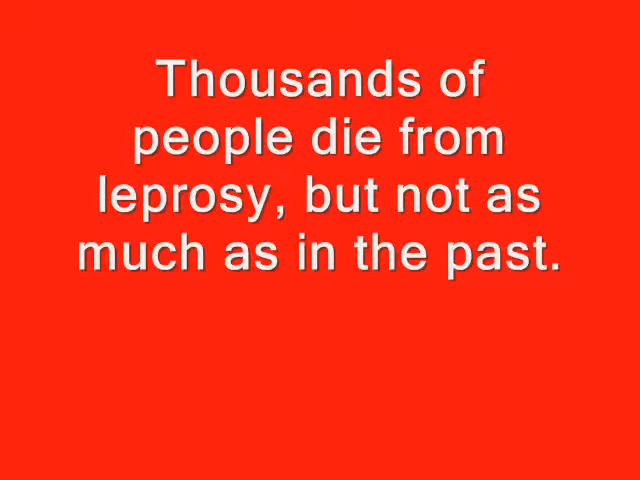 Thousands of
people die from
leprosy, but not as
much as in the past.